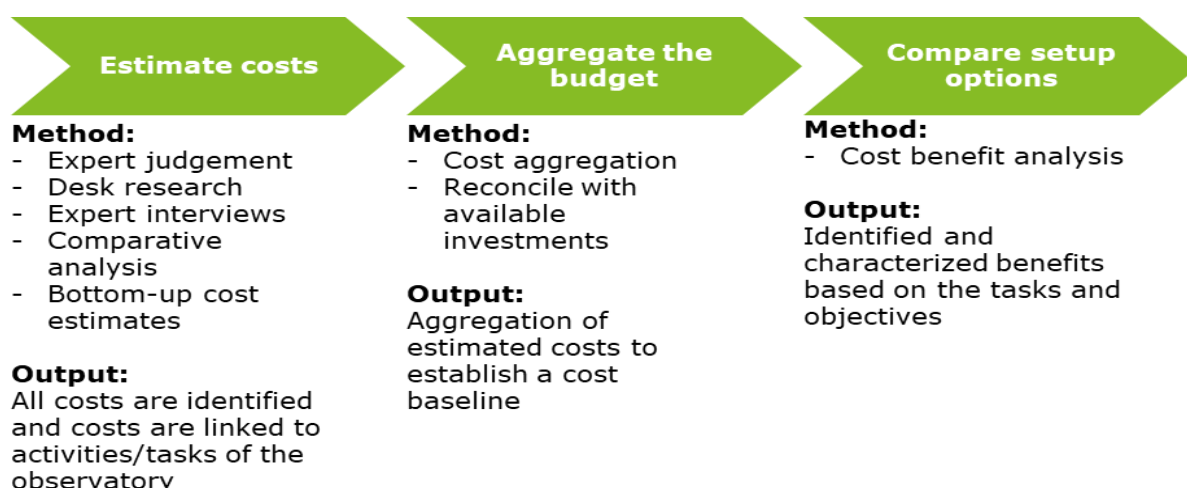 Estimate costs
Method:
- Expert judgement
- Desk research
- Expert interviews
- Comparative
analysis
- Bottom-up cost
estimates
Output:
All costs are identified
and costs are linked to
activities/tasks of the
observatory
Aggregate the
budget
Method:
- Cost aggregation
- Reconcile with
available
investments
Output:
Aggregation of
estimated costs to
establish a cost
baseline
Compare setup
options
Method:
- Cost benefit analysis
Output:
Identified and
characterized benefits
based on the tasks and
objectives